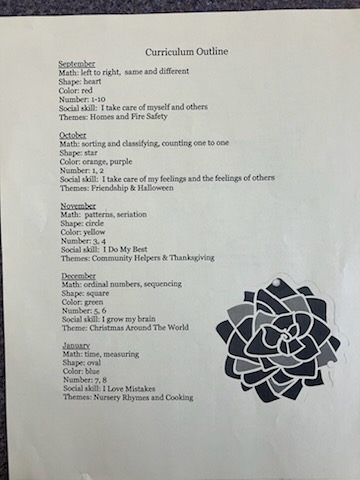 Curriculum Outline
September
Math: left to right, same and different
Shape: heart
Color: red
Number: 1-10
Social skill: I take care of myself and others
Themes: Homes and Fire Safety
October
Math: sorting and classifying, counting one to one
Shape: star
Color: orange, purple
Number: 1, 2
Social skill: I take care of my feelings and the feelings of others
Themes: Friendship & Halloween
November
Math: patterns, seriation
Shape: circle
Color: yellow
Number: 3, 4
Social skill: I Do My Best
Themes: Community Helpers & Thanksgiving
December
Math: ordinal numbers, sequencing
Shape: square
Color: green
Number: 5, 6
Social skill: I grow my brain
Theme: Christmas Around The World
January
Math: time, measuring
Shape: oval
Color: blue
Number: 7, 8
Social skill: I Love Mistakes
Themes: Nursery Rhymes and Cooking